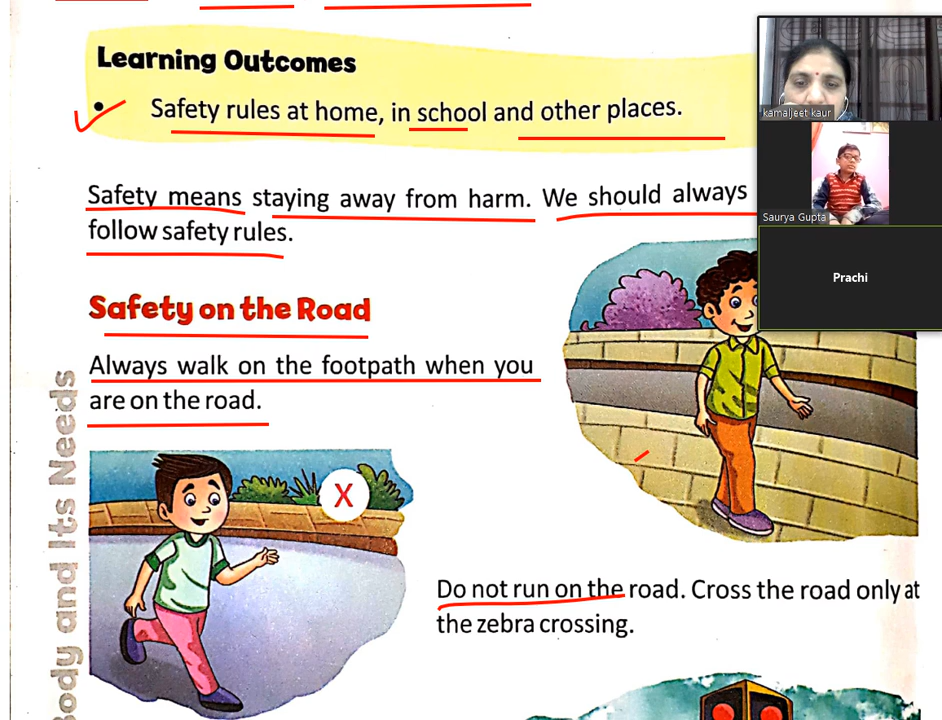 Learning Outcomes
• Safety rules at home, in school and other places.
Safety means staying away from harm. We should always
follow safety rules.
Safety on the Road
Always walk on the footpath when you
are on the road.
X
Do not run on the road. Cross the road only at
the zebra crossing.
Body and Its Needs
kamaljeet kaur
Saurya Gupta
Prachi